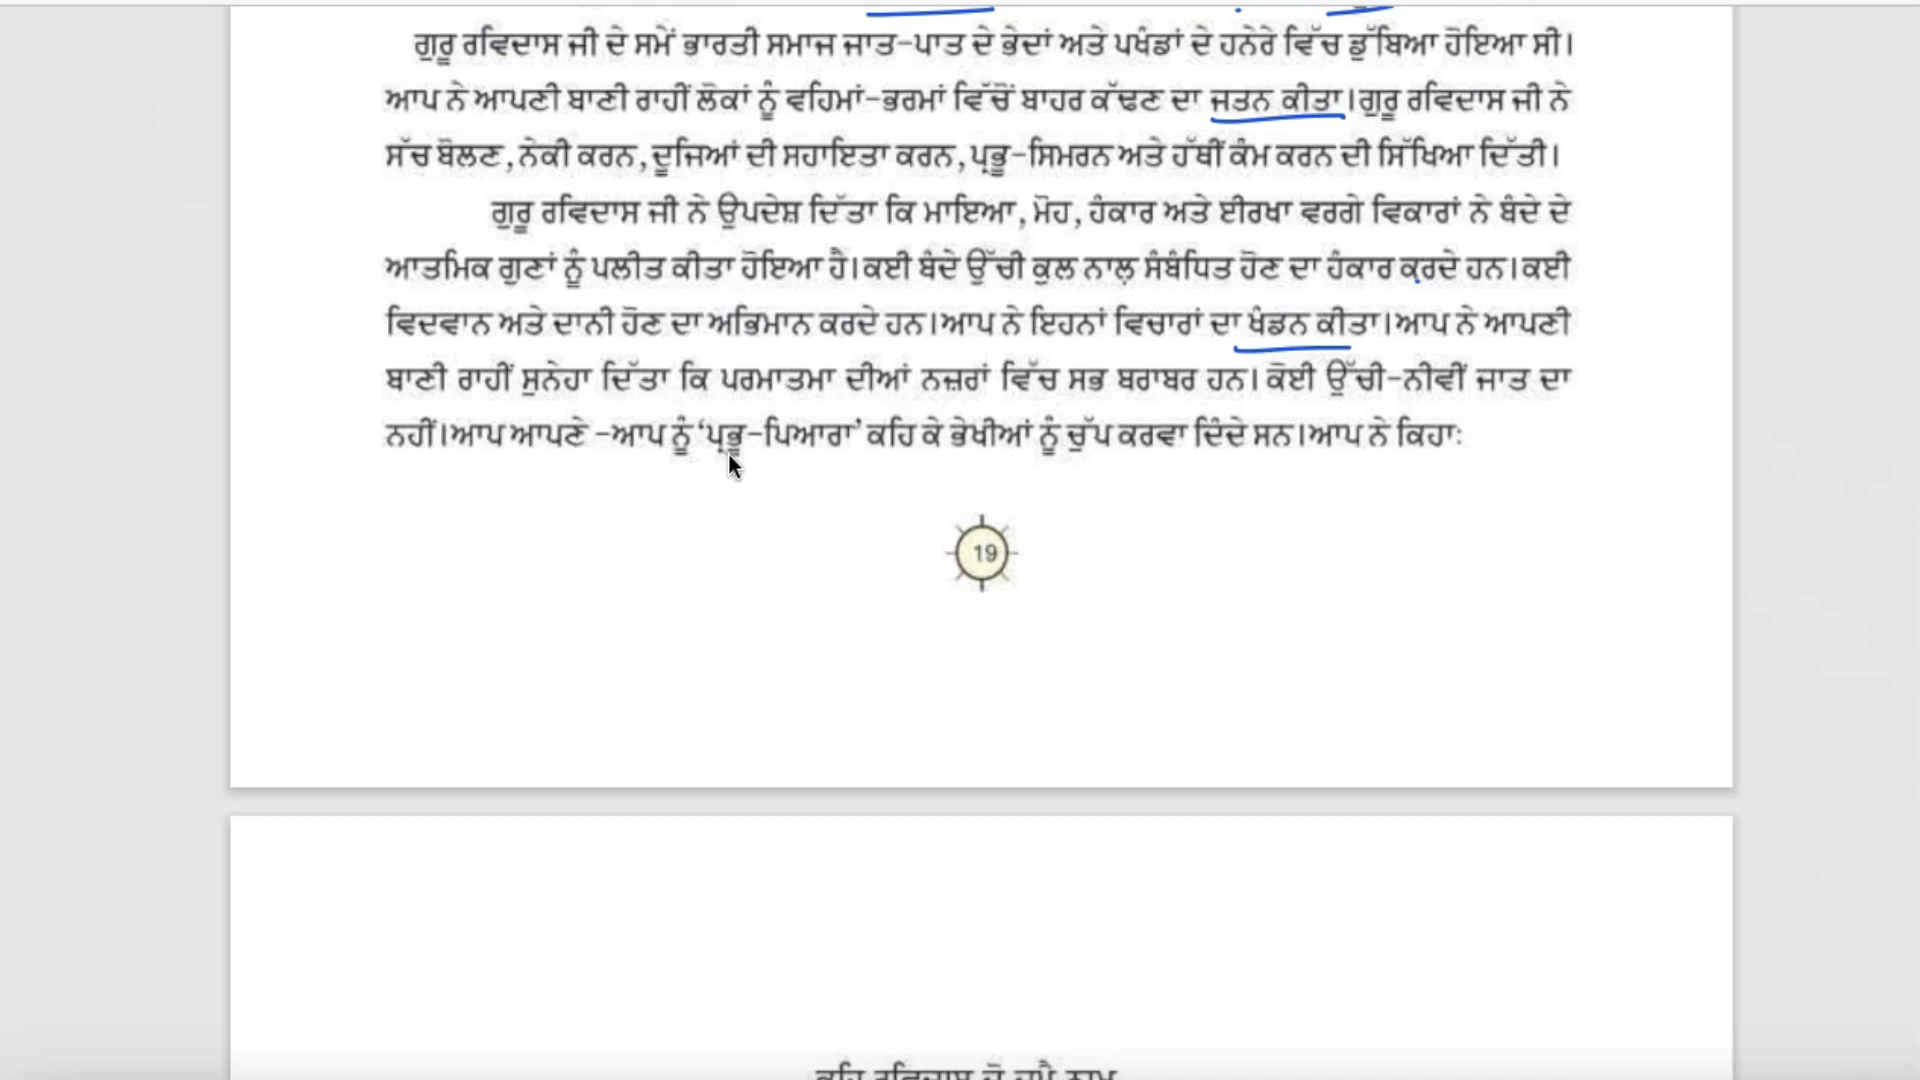 ਗੁਰੂ ਰਵਿਦਾਸ ਜੀ ਦੇ ਸਮੇਂ ਭਾਰਤੀ ਸਮਾਜ ਜਾਤ-ਪਾਤ ਦੇ ਭੇਦਾਂ ਅਤੇ ਪਖੰਡਾਂ ਦੇ ਹਨੇਰੇ ਵਿੱਚ ਡੁੱਬਿਆ ਹੋਇਆ ਸੀ।
ਆਪ ਨੇ ਆਪਣੀ ਬਾਣੀ ਰਾਹੀਂ ਲੋਕਾਂ ਨੂੰ ਵਹਿਮਾਂ-ਭਰਮਾਂ ਵਿੱਚੋਂ ਬਾਹਰ ਕੱਢਣ ਦਾ ਜਤਨ ਕੀਤਾ।ਗੁਰੂ ਰਵਿਦਾਸ ਜੀ ਨੇ
ਸੱਚ ਬੋਲਣ,ਨੇਕੀ ਕਰਨ,ਦੂਜਿਆਂ ਦੀ ਸਹਾਇਤਾ ਕਰਨ,ਪ੍ਰਭੂ-ਸਿਮਰਨ ਅਤੇ ਹੱਥੀਂ ਕੰਮ ਕਰਨ ਦੀ ਸਿੱਖਿਆ ਦਿੱਤੀ।
ਗੁਰੂ ਰਵਿਦਾਸ ਜੀ ਨੇ ਉਪਦੇਸ਼ ਦਿੱਤਾ ਕਿ ਮਾਇਆ, ਮੋਹ, ਹੰਕਾਰ ਅਤੇ ਈਰਖਾ ਵਰਗੇ ਵਿਕਾਰਾਂ ਨੇ ਬੰਦੇ ਦੇ
ਆਤਮਿਕ ਗੁਣਾਂ ਨੂੰ ਪਲੀਤ ਕੀਤਾ ਹੋਇਆ ਹੈ।ਕਈ ਬੰਦੇ ਉੱਚੀ ਕੁਲ ਨਾਲ਼ ਸੰਬੰਧਿਤ ਹੋਣ ਦਾ ਹੰਕਾਰ ਕਰਦੇ ਹਨ।ਕਈ
ਵਿਦਵਾਨ ਅਤੇ ਦਾਨੀ ਹੋਣ ਦਾ ਅਭਿਮਾਨ ਕਰਦੇ ਹਨ।ਆਪ ਨੇ ਇਹਨਾਂ ਵਿਚਾਰਾਂ ਦਾ ਖੰਡਨ ਕੀਤਾ।ਆਪ ਨੇ ਆਪਣੀ
ਬਾਣੀ ਰਾਹੀਂ ਸੁਨੇਹਾ ਦਿੱਤਾ ਕਿ ਪਰਮਾਤਮਾ ਦੀਆਂ ਨਜ਼ਰਾਂ ਵਿੱਚ ਸਭ ਬਰਾਬਰ ਹਨ। ਕੋਈ ਉੱਚੀ-ਨੀਵੀਂ ਜਾਤ ਦਾ
ਨਹੀਂ।ਆਪ ਆਪਣੇ -ਆਪ ਨੂੰ ‘ਪ੍ਰਭੂ-ਪਿਆਰਾ’ ਕਹਿ ਕੇ ਭੇਖੀਆਂ ਨੂੰ ਚੁੱਪ ਕਰਵਾ ਦਿੰਦੇ ਸਨ।ਆਪ ਨੇ ਕਿਹਾ:
19
ਕਹਿ ਰਵਿਦਾਸ ਜੋ ਜਪੈ ਨਾਮੁ